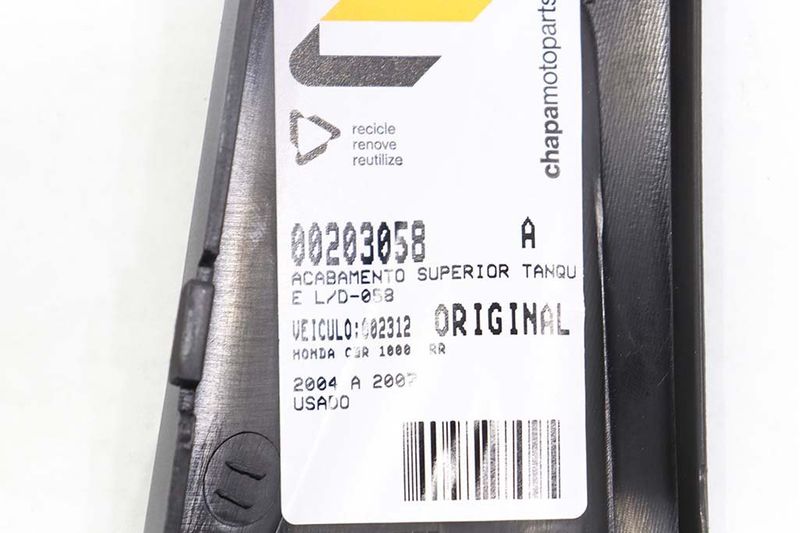 chapamotoparts
recicle
renove
reutilize
00203058 A
ACABAMENTO SUPERIOR TANQU
E L/D-058
VEICULO:002312 ORIGINAL
HONDA CBR 1000 RR
2004 A 2007
USADO